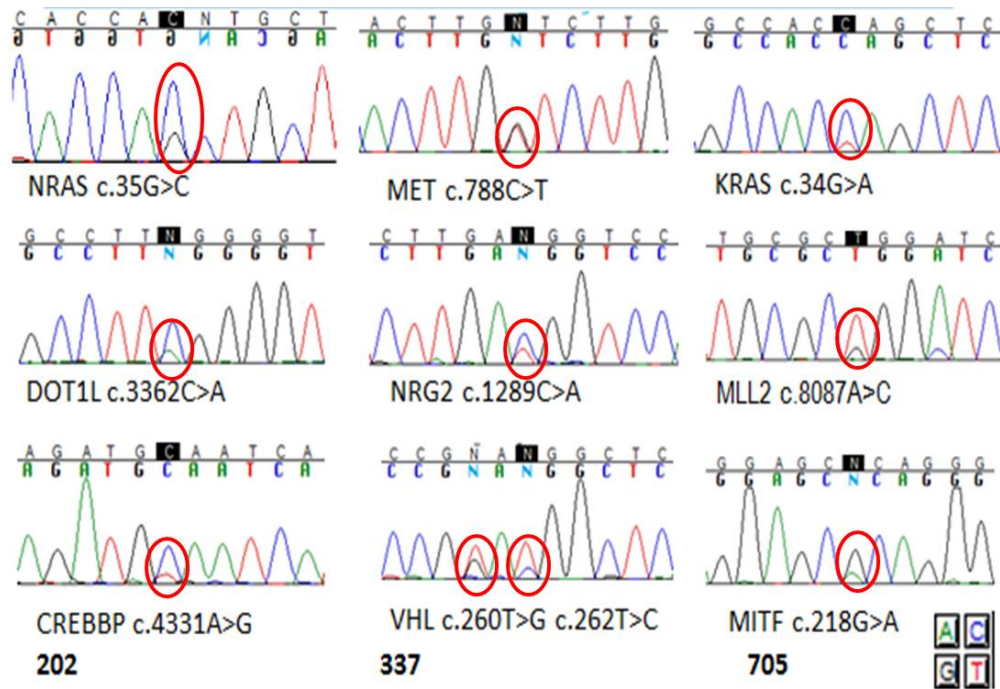 C A C C A C N T G C T
G T G G T G N A C G A
NRAS c.35G>C
A C T T G N T C T T G
A C T T G N T C T T G
MET c.788C>T
G C C A C C A G C T C
G C C A C C A G C T C
KRAS c.34G>A
G C C T T N G G G G T
G C C T T N G G G G T
DOT1L c.3362C>A
C T T G A N G G T C C
C T T G A N G G T C C
NRG2 c.1289C>A
T G C G C T G G A T C
T G C G C T G G A T C
MLL2 c.8087A>C
A G A T G C A A T C A
A G A T G C A A T C A
CREBBP c.4331A>G
C C G N A N G G C T C
C C G N A N G G C T C
VHL c.260T>G c.262T>C
G G A G C N C A G G G
G G A G C N C A G G G
MITF c.218G>A
202
337
705
A C
G T